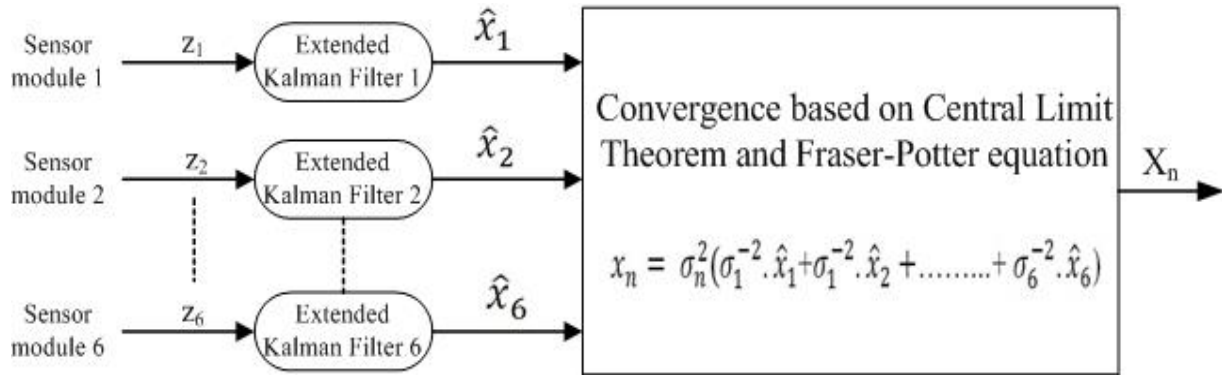 Sensor
module 1
z₁
Extended
Kalman Filter 1
x̂₁
Sensor
module 2
z₂
Extended
Kalman Filter 2
x̂₂
Sensor
module 6
z₆
Extended
Kalman Filter 6
x̂₆
Convergence based on Central Limit
Theorem and Fraser-Potter equation
xₙ = σₙ²(σ₁⁻².x̂₁+σ₁⁻².x̂₂+.........+σ₆⁻².x̂₆)
Xₙ